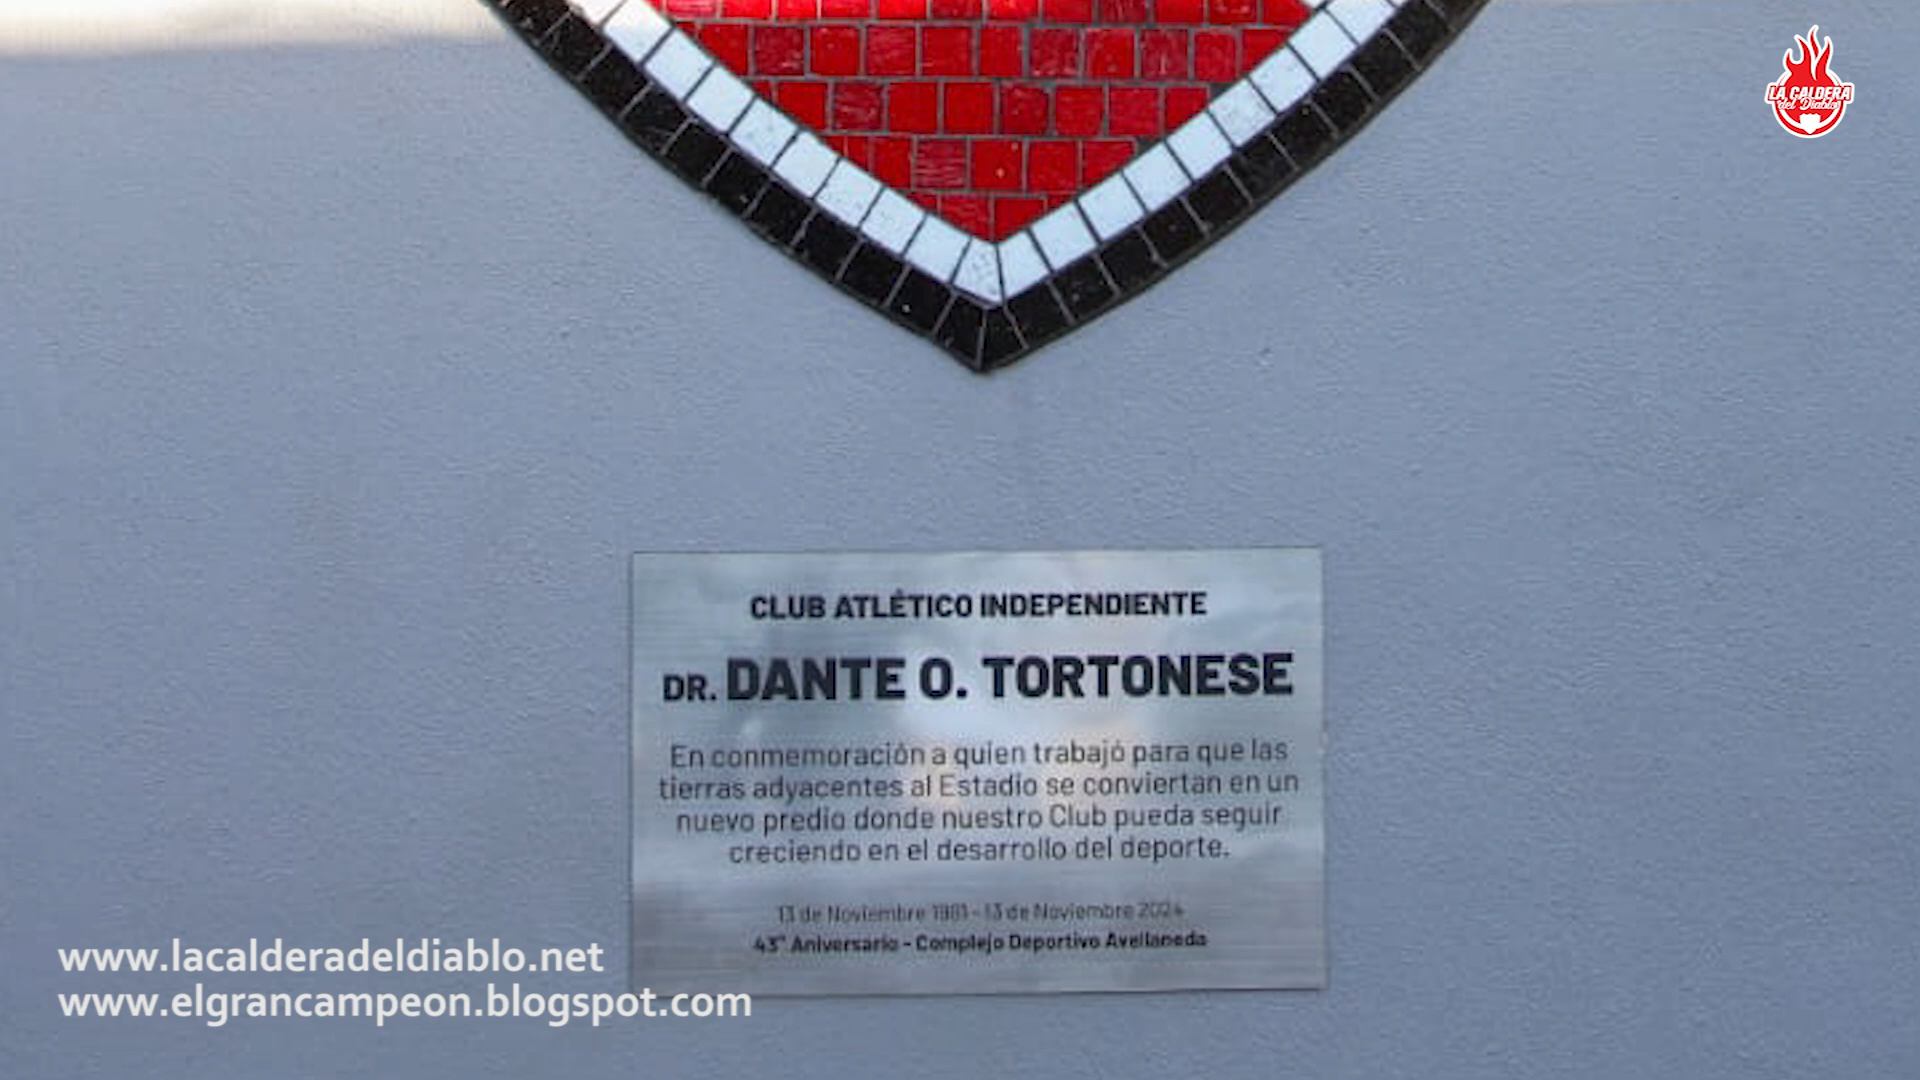 LA CALDERA
del Diablo
CLUB ATLÉTICO INDEPENDIENTE
DR. DANTE O. TORTONESE
En conmemoración a quien trabajó para que las
tierras adyacentes al Estadio se conviertan en un
nuevo predio donde nuestro Club pueda seguir
creciendo en el desarrollo del deporte.
13 de Noviembre 1981 - 13 de Noviembre 2024
43° Aniversario - Complejo Deportivo Avellaneda
www.lacalderadeldiablo.net
www.elgrancampeon.blogspot.com